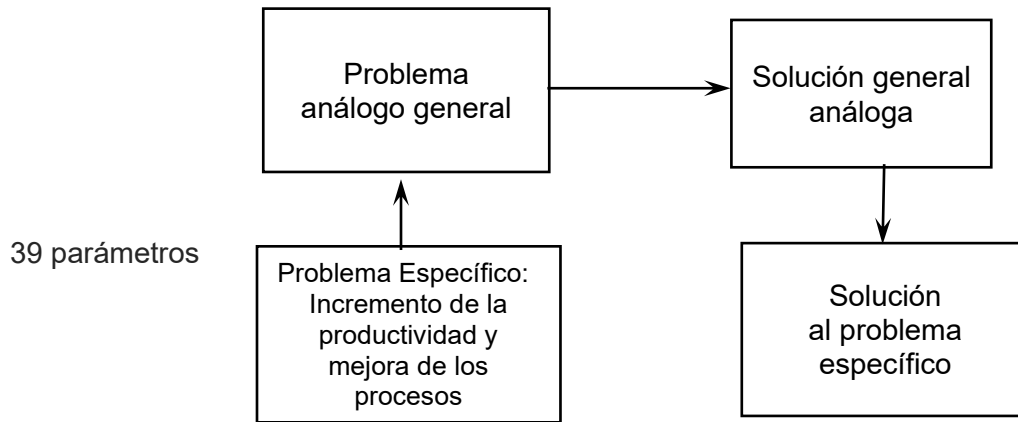 Problema
análogo general
Solución general
análoga
39 parámetros
Problema Específico:
Incremento de la
productividad y
mejora de los
procesos
Solución
al problema
específico